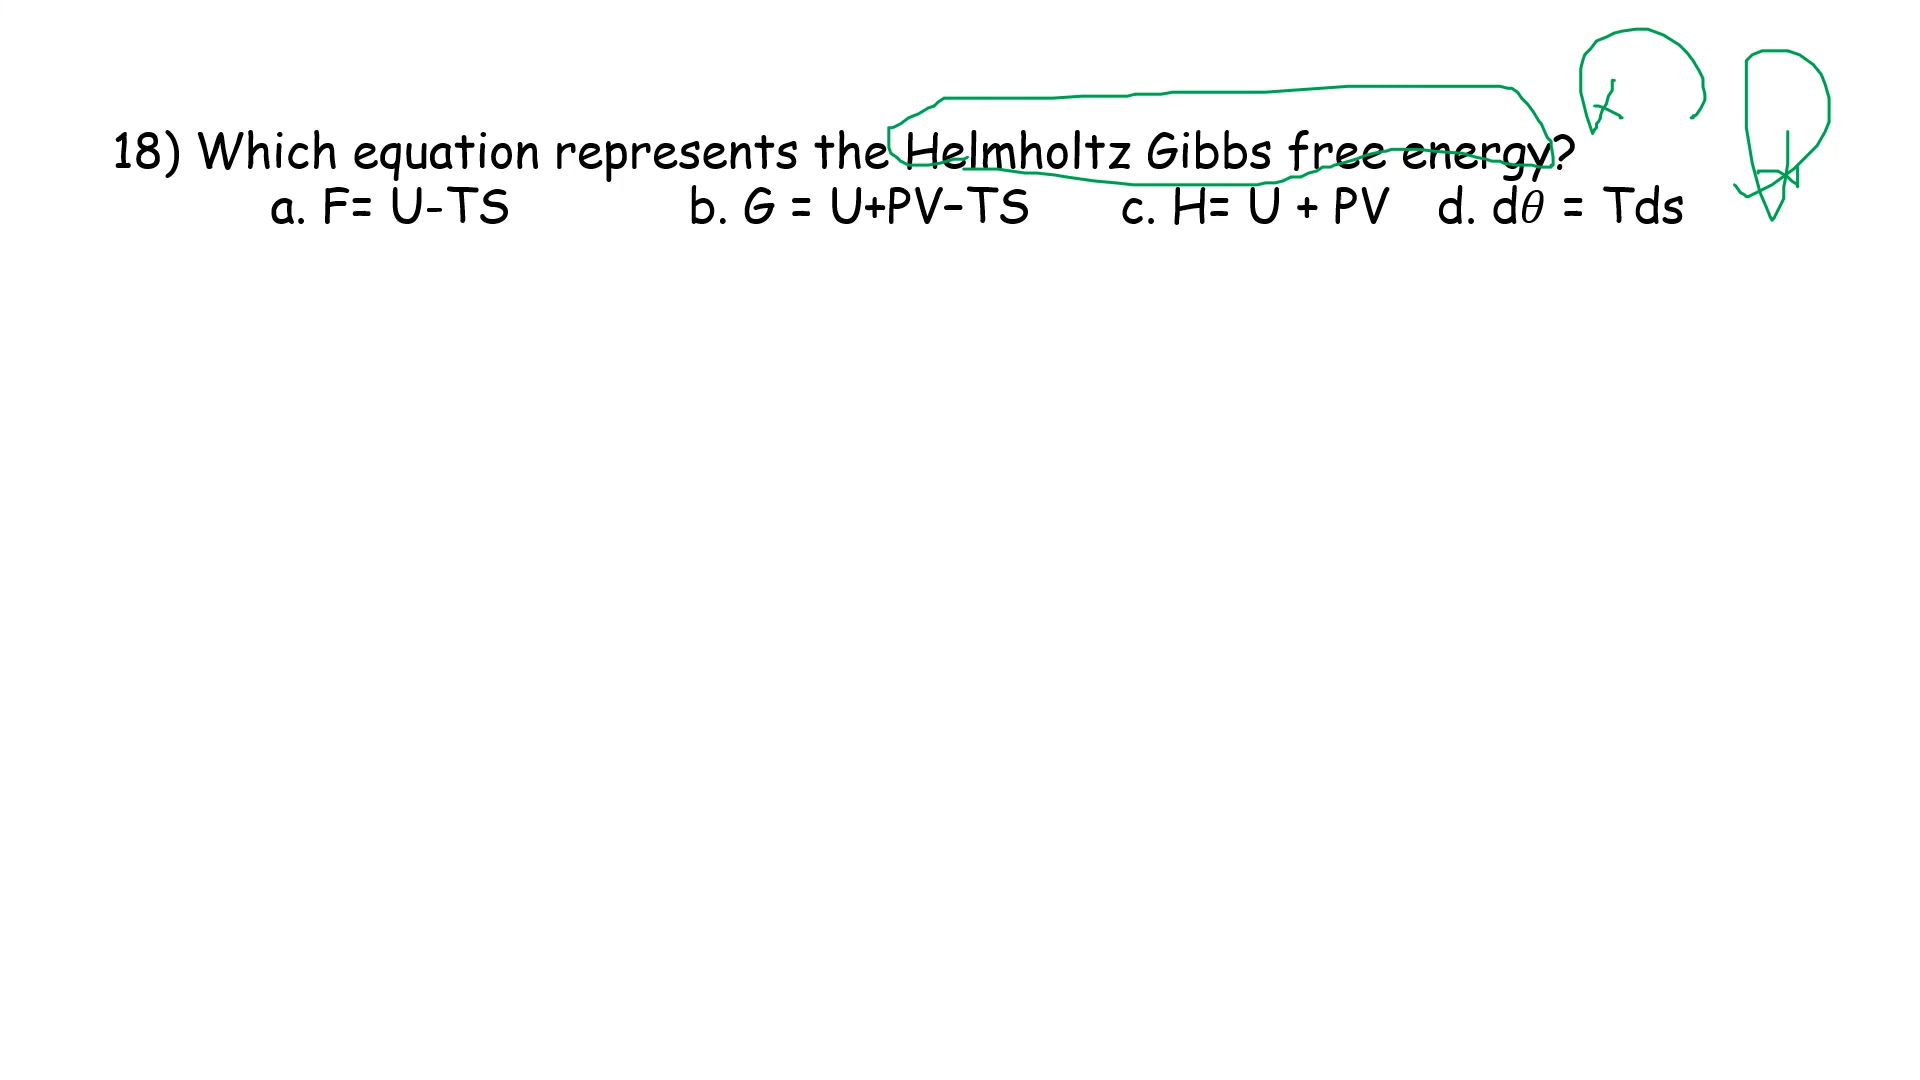 18) Which equation represents the Helmholtz Gibbs free energy?
a. F= U-TS b. G = U+PV–TS c. H= U + PV d. dθ = Tds